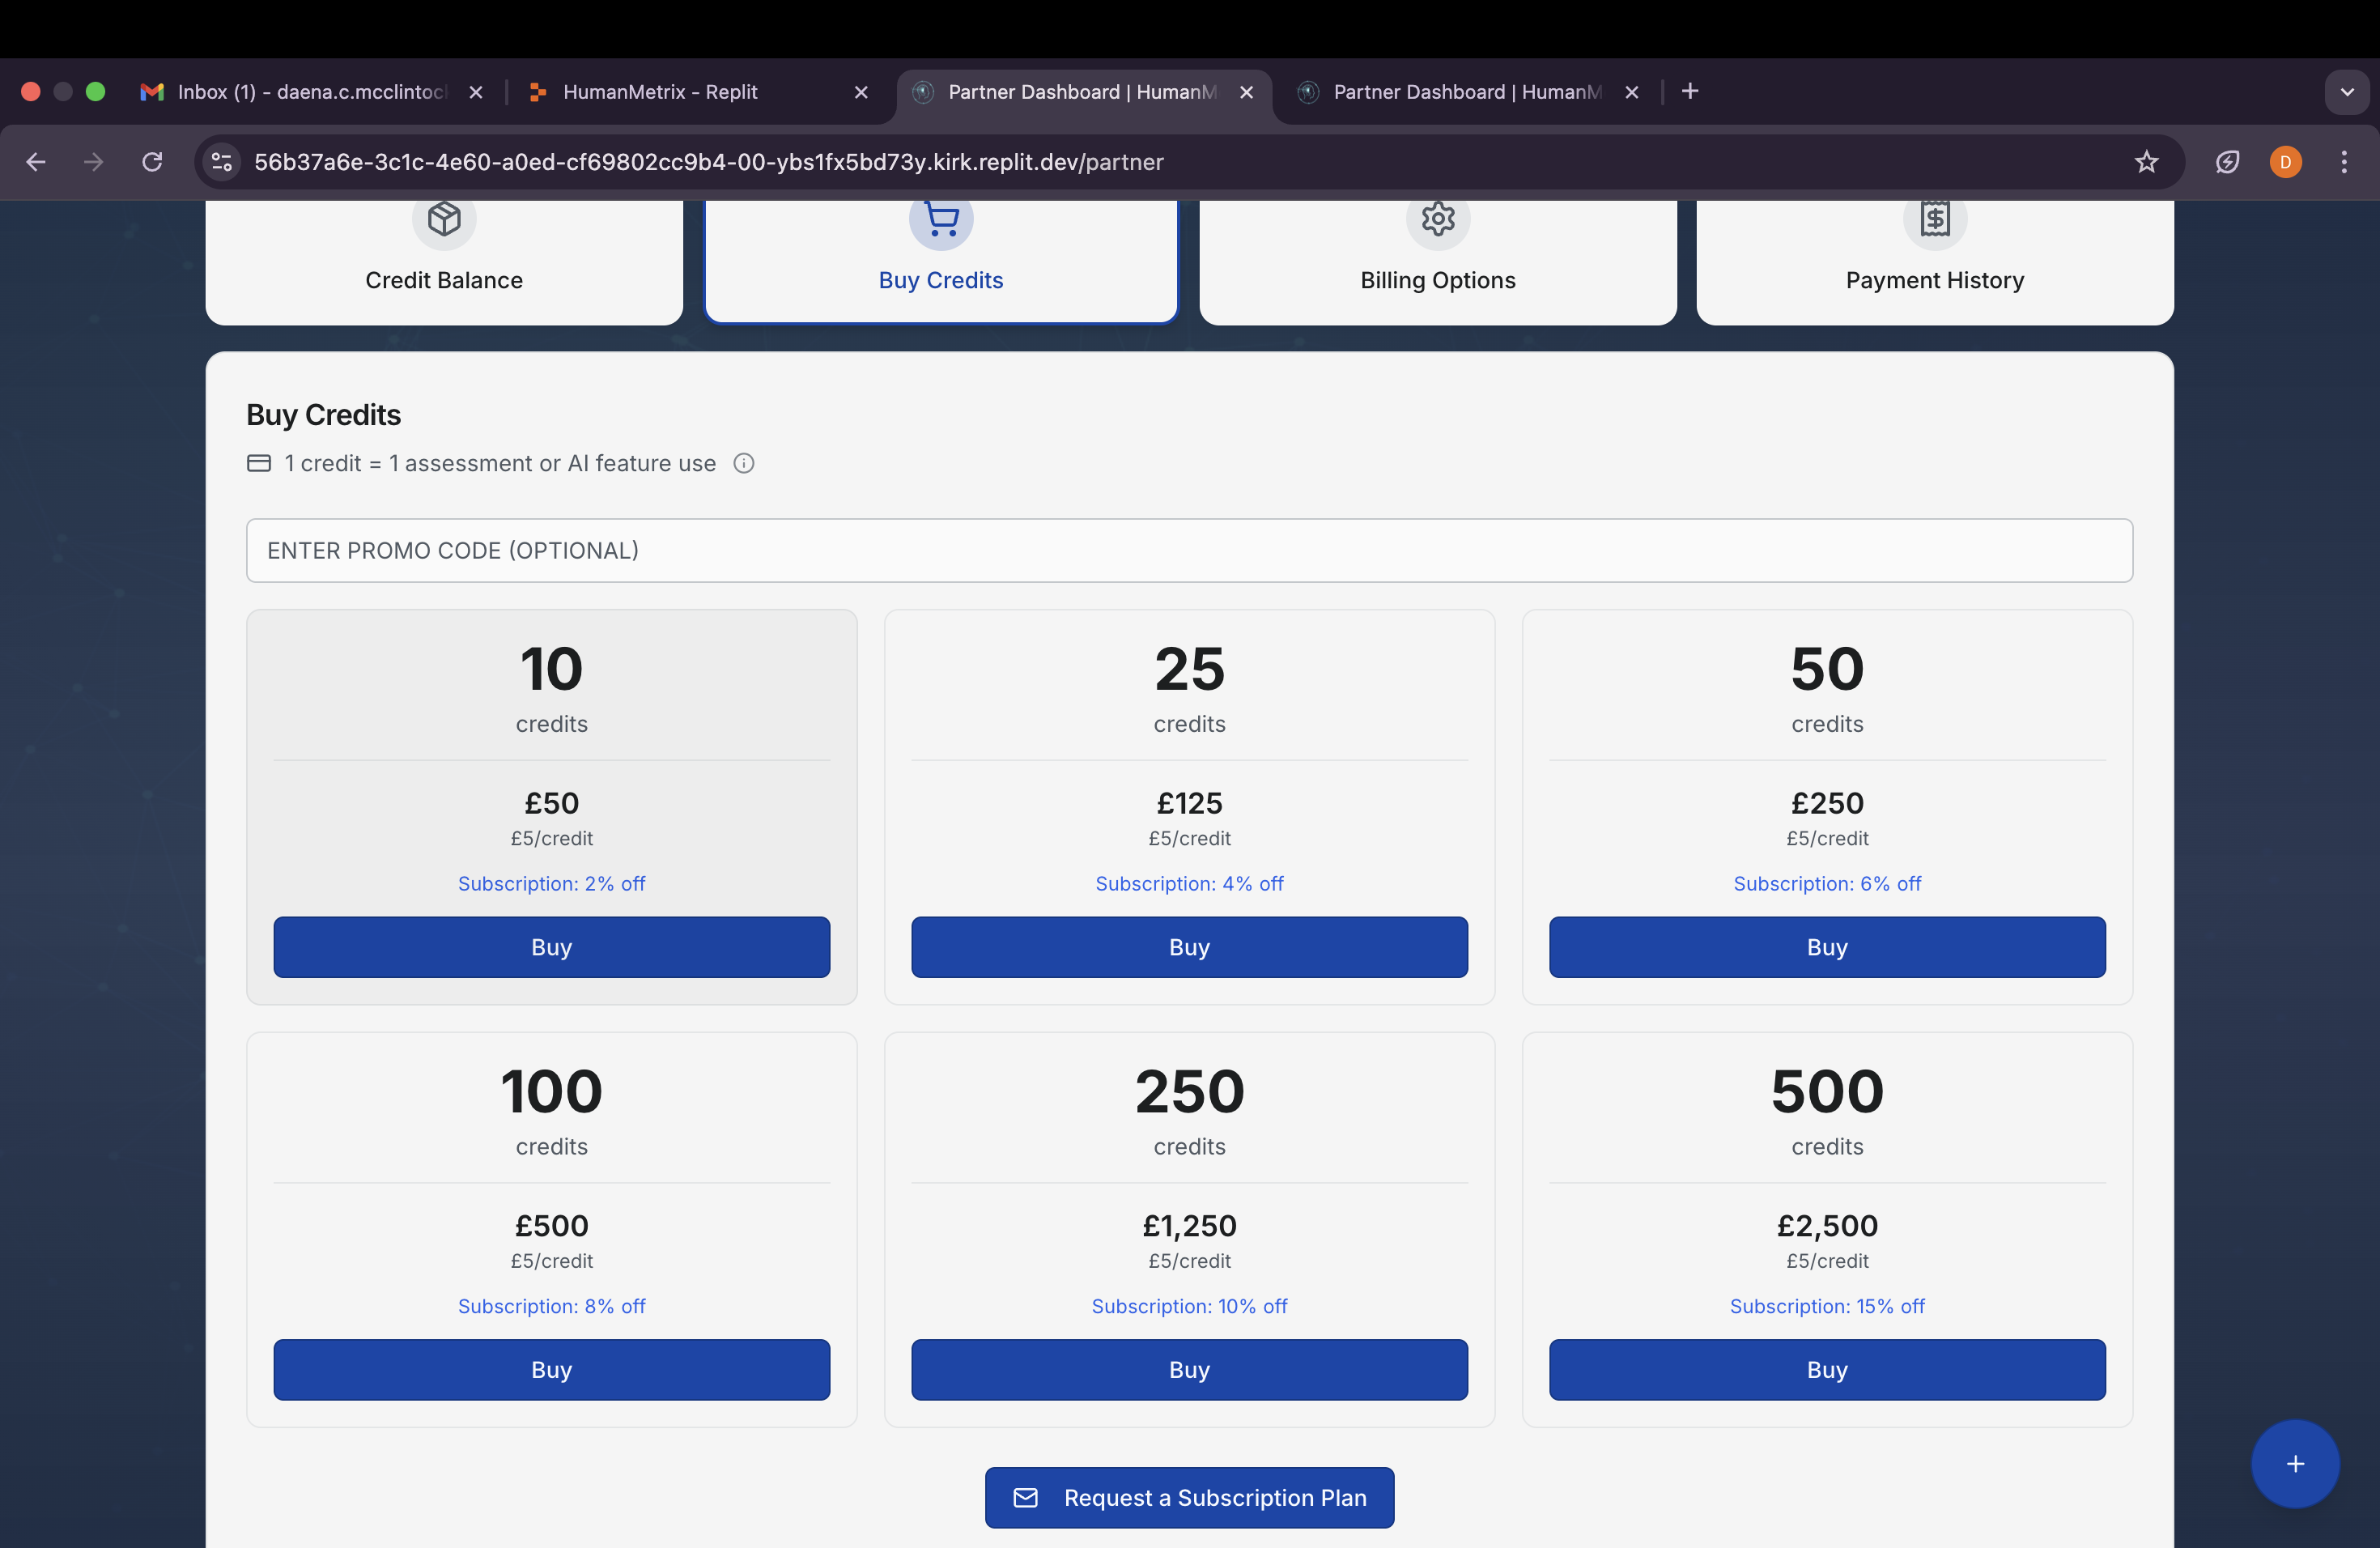 Inbox (1) - daena.c.mcclintoc
HumanMetrix - Replit
Partner Dashboard | HumanM
Partner Dashboard | HumanM
56b37a6e-3c1c-4e60-a0ed-cf69802cc9b4-00-ybs1fx5bd73y.kirk.replit.dev/partner
D
Credit Balance
Buy Credits
Billing Options
Payment History
Buy Credits
1 credit = 1 assessment or AI feature use
ENTER PROMO CODE (OPTIONAL)
10
credits
£50
£5/credit
Subscription: 2% off
Buy
25
credits
£125
£5/credit
Subscription: 4% off
Buy
50
credits
£250
£5/credit
Subscription: 6% off
Buy
100
credits
£500
£5/credit
Subscription: 8% off
Buy
250
credits
£1,250
£5/credit
Subscription: 10% off
Buy
500
credits
£2,500
£5/credit
Subscription: 15% off
Buy
Request a Subscription Plan